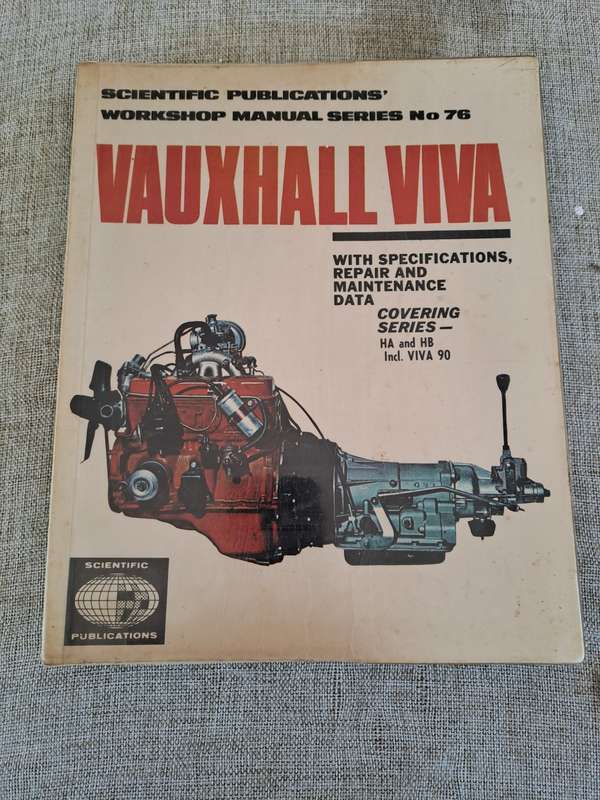 SCIENTIFIC PUBLICATIONS'
WORKSHOP MANUAL SERIES No 76
VAUXHALL VIVA
WITH SPECIFICATIONS,
REPAIR AND
MAINTENANCE
DATA
COVERING
SERIES —
HA and HB
Incl. VIVA 90
SCIENTIFIC
PUBLICATIONS